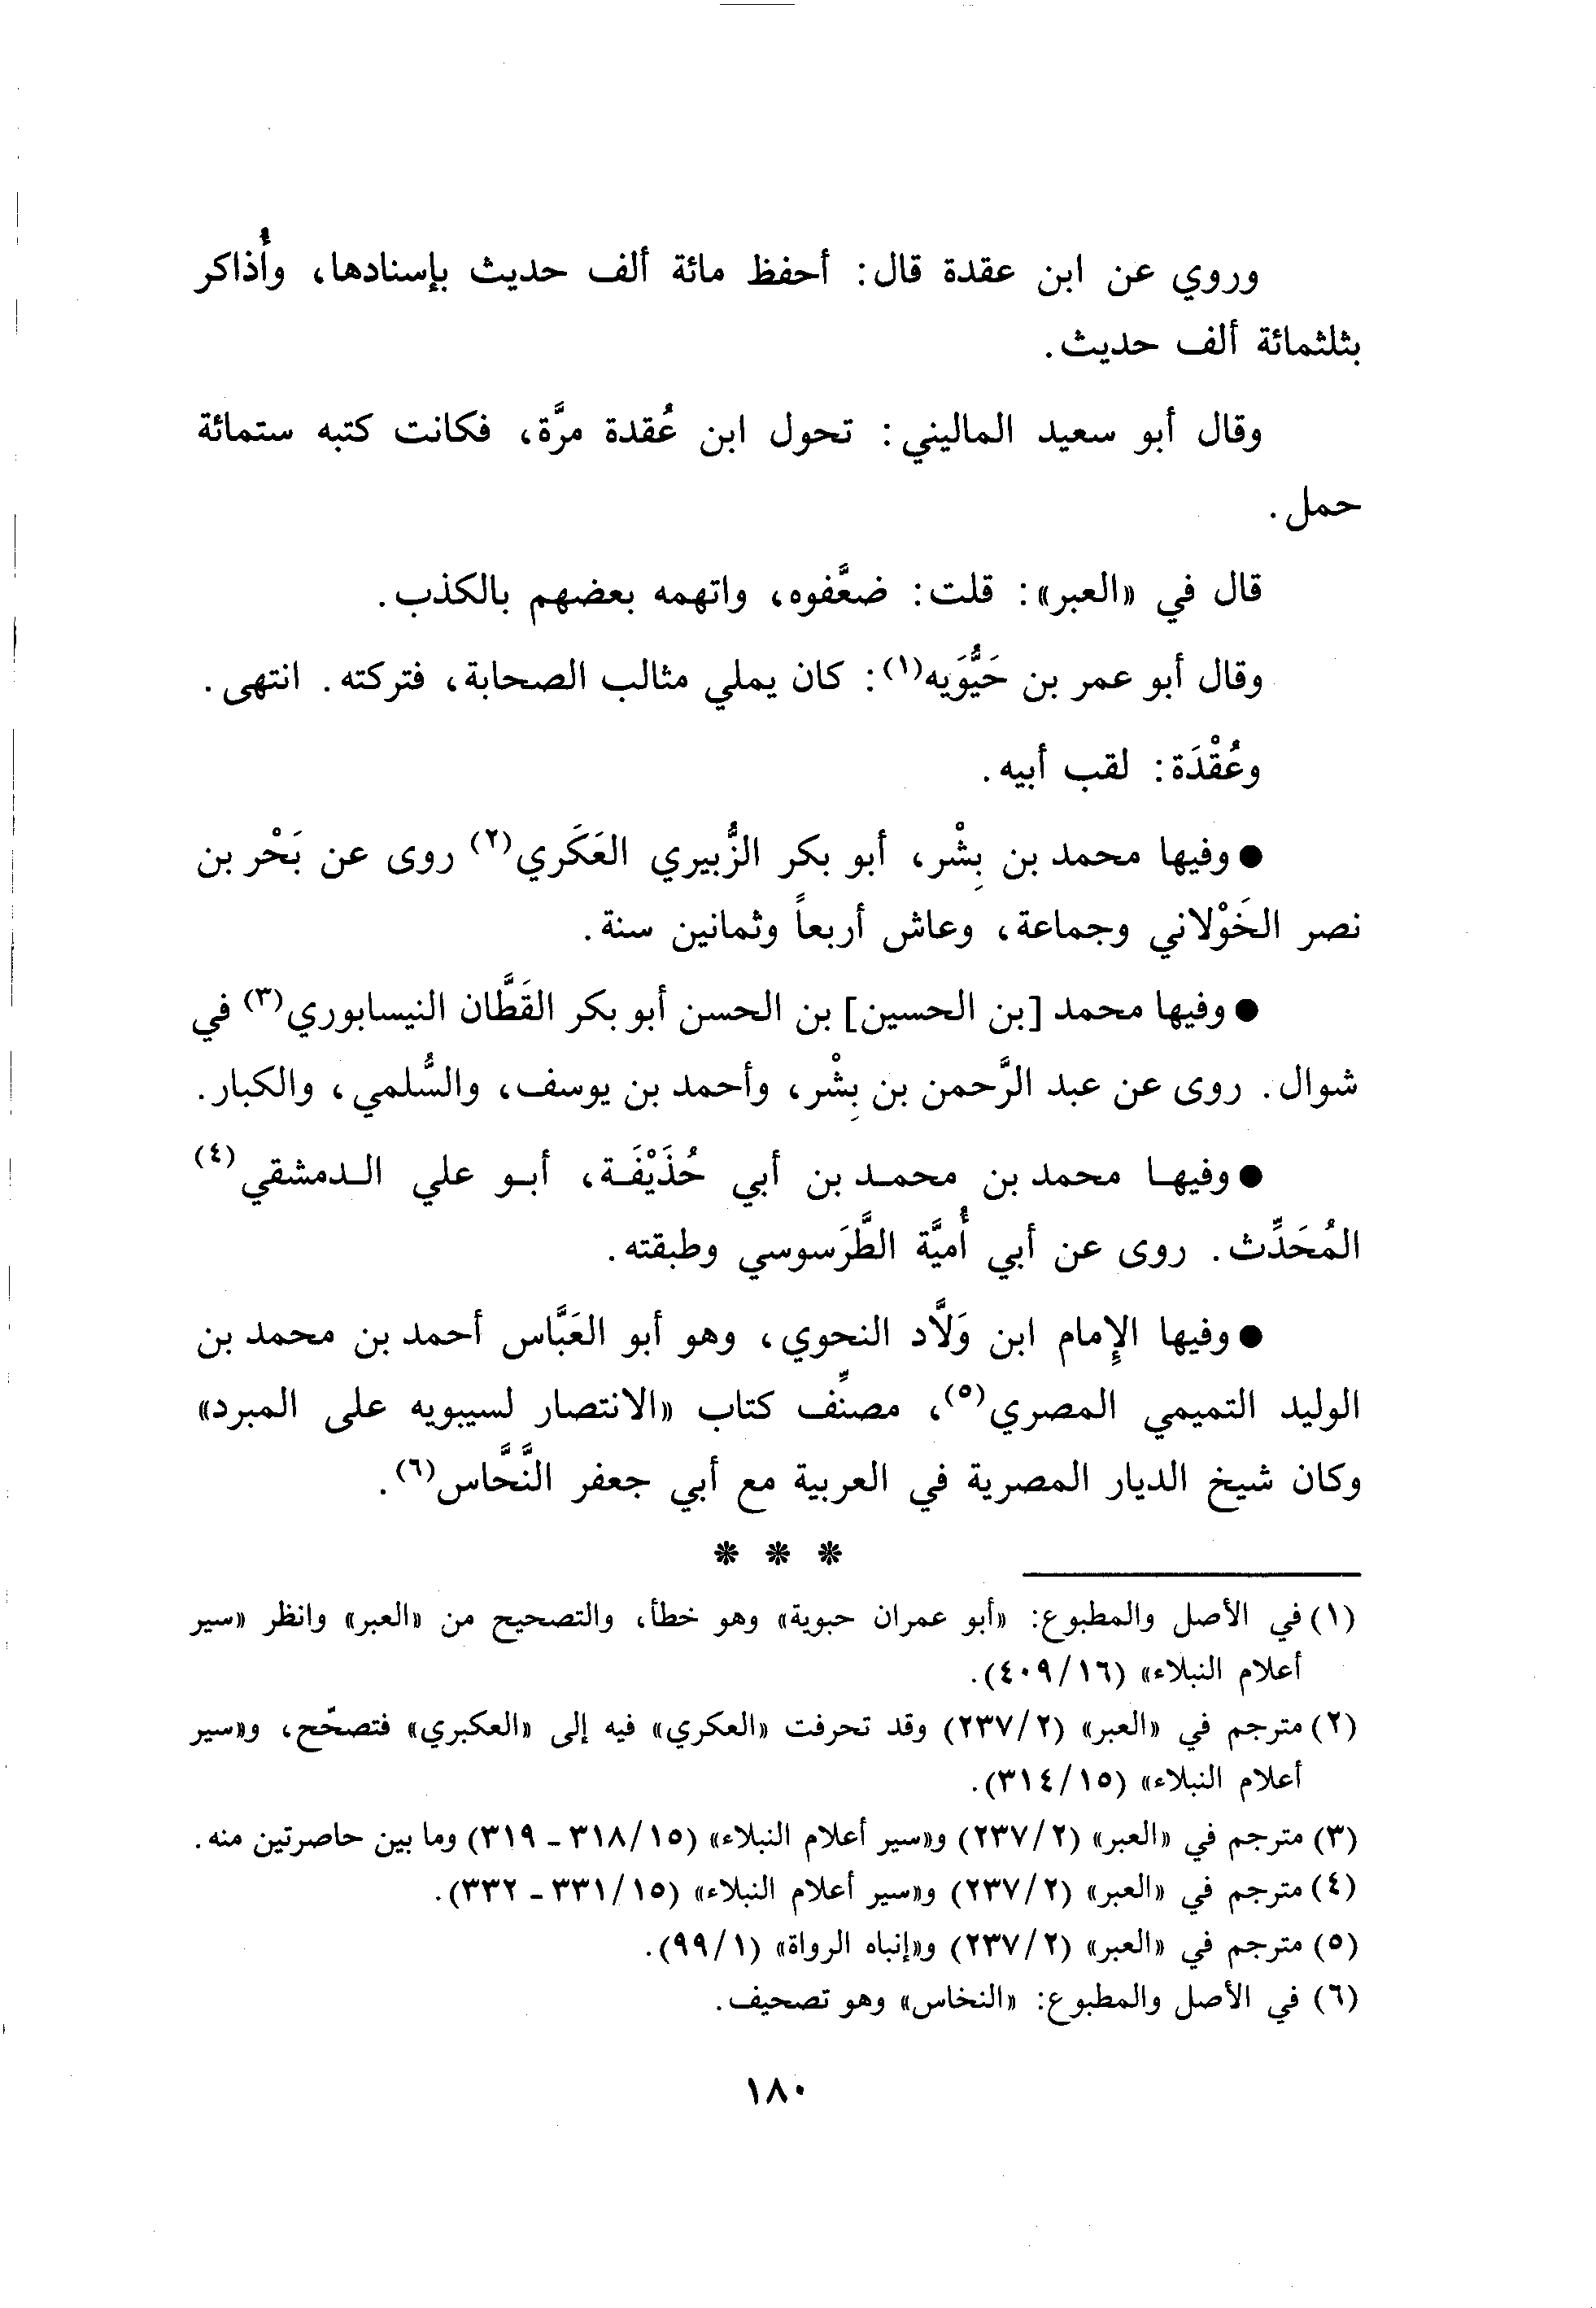 وروي عن ابن عقدة قال: أحفظ مائة ألف حديث بإسنادها، وأُذاكر
بثلثمائة ألف حديث.
وقال أبو سعيد الماليني: تحول ابن عُقدة مرَّة، فكانت كتبه ستمائة
حمل.
قال في «العبر»: قلت: ضعَّفوه، واتهمه بعضهم بالكذب.
وقال أبو عمر بن حَيُّوَيه(١): كان يملي مثالب الصحابة، فتركته. انتهى.
وعُقْدَة: لقب أبيه.
● وفيها محمد بن بِشْر، أبو بكر الزُّبيري العَكَري(٢) روى عن بَحْر بن
نصر الخَوْلاني وجماعة، وعاش أربعاً وثمانين سنة.
● وفيها محمد [بن الحسين] بن الحسن أبو بكر القَطَّان النيسابوري(٣) في
شوال. روى عن عبد الرَّحمن بن بِشْر، وأحمد بن يوسف، والسُّلمي، والكبار.
● وفيها محمد بن محمد بن أبي حُذَيْفَة، أبو علي الدمشقي(٤)
المُحَدِّث. روى عن أبي أُميَّة الطَّرَسوسي وطبقته.
● وفيها الإِمام ابن وَلَّاد النحوي، وهو أبو العَبَّاس أحمد بن محمد بن
الوليد التميمي المصري(٥)، مصنِّف كتاب «الانتصار لسيبويه على المبرد»
وكان شيخ الديار المصرية في العربية مع أبي جعفر النَّحَّاس(٦).
* * *
(١) في الأصل والمطبوع: «أبو عمران حبوية» وهو خطأ، والتصحيح من «العبر» وانظر «سير
أعلام النبلاء» (١٦/٤٠٩).
(٢) مترجم في «العبر» (٢/٢٣٧) وقد تحرفت «العكري» فيه إلى «العكبري» فتصحّح، و«سير
أعلام النبلاء» (١٥/٣١٤).
(٣) مترجم في «العبر» (٢/٢٣٧) و«سير أعلام النبلاء» (١٥/٣١٨ - ٣١٩) وما بين حاصرتين منه.
(٤) مترجم في «العبر» (٢/٢٣٧) و«سير أعلام النبلاء» (١٥/٣٣١ - ٣٣٢).
(٥) مترجم في «العبر» (٢/٢٣٧) و«إنباه الرواة» (١/٩٩).
(٦) في الأصل والمطبوع: «النخاس» وهو تصحيف.
١٨٠